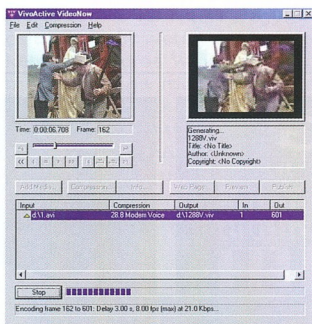 VivoActive VideoNow
File Edit Compression Help
Time: 0:00:06.708 Frame: 162
Generating...
1288V.viv
Title: <No Title>
Author: <Unknown>
Copyright: <No Copyright>
Add Media... Compression... Info... Web Page Preview Publish
Input Compression Output In Out
d:\1.avi 28.8 Modem Voice d:\1288V.viv 1 601
Stop
Encoding frame 162 to 601: Delay 3.00 s, 8.00 fps (max) at 21.0 Kbps...